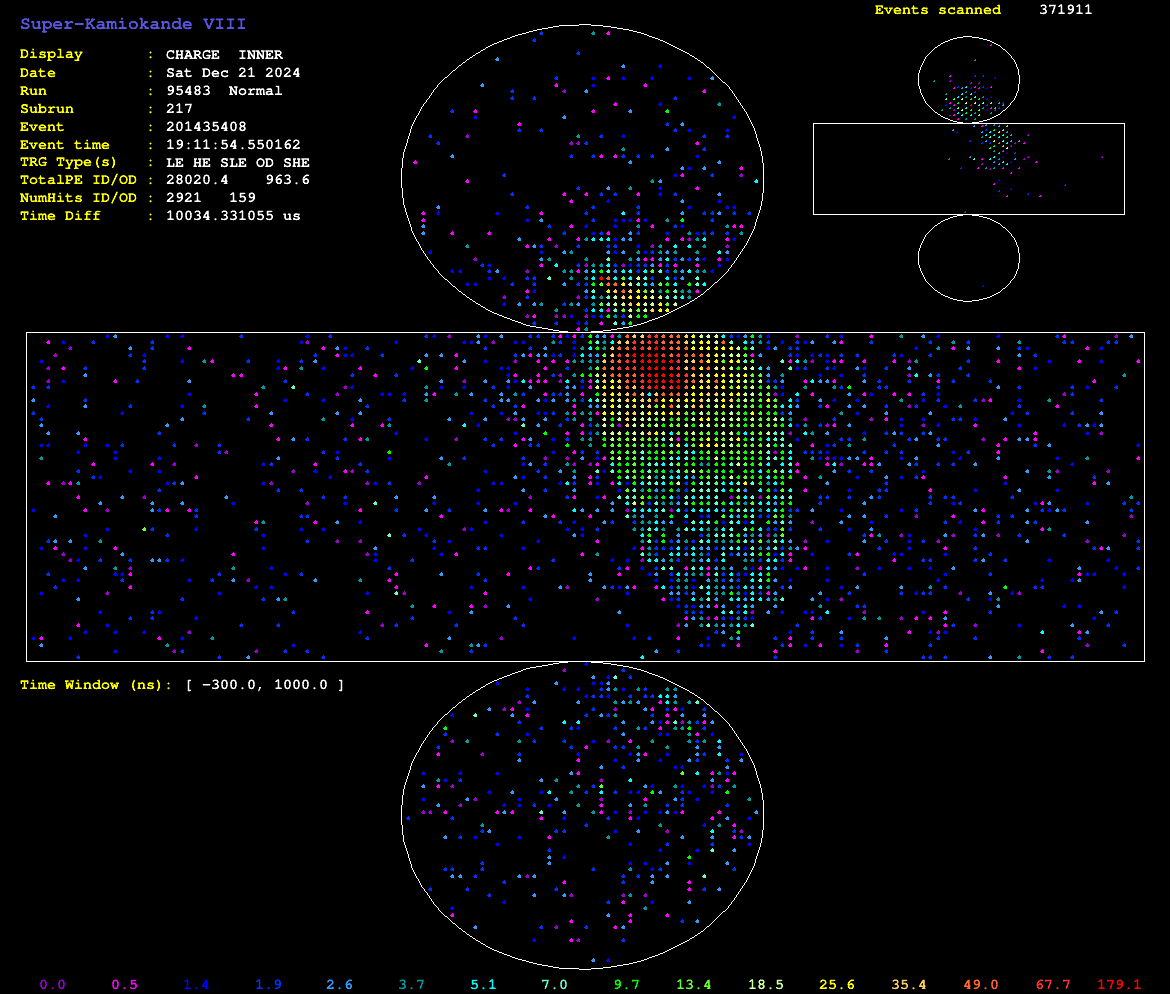 Super-Kamiokande VIII
Events scanned 371911
Display : CHARGE INNER
Date : Sat Dec 21 2024
Run : 95483 Normal
Subrun : 217
Event : 201435408
Event time : 19:11:54.550162
TRG Type(s) : LE HE SLE OD SHE
TotalPE ID/OD : 28020.4 963.6
NumHits ID/OD : 2921 159
Time Diff : 10034.331055 us
Time Window (ns): [ −300.0, 1000.0 ]
0.0 0.5 1.4 1.9 2.6 3.7 5.1 7.0 9.7 13.4 18.5 25.6 35.4 49.0 67.7 179.1